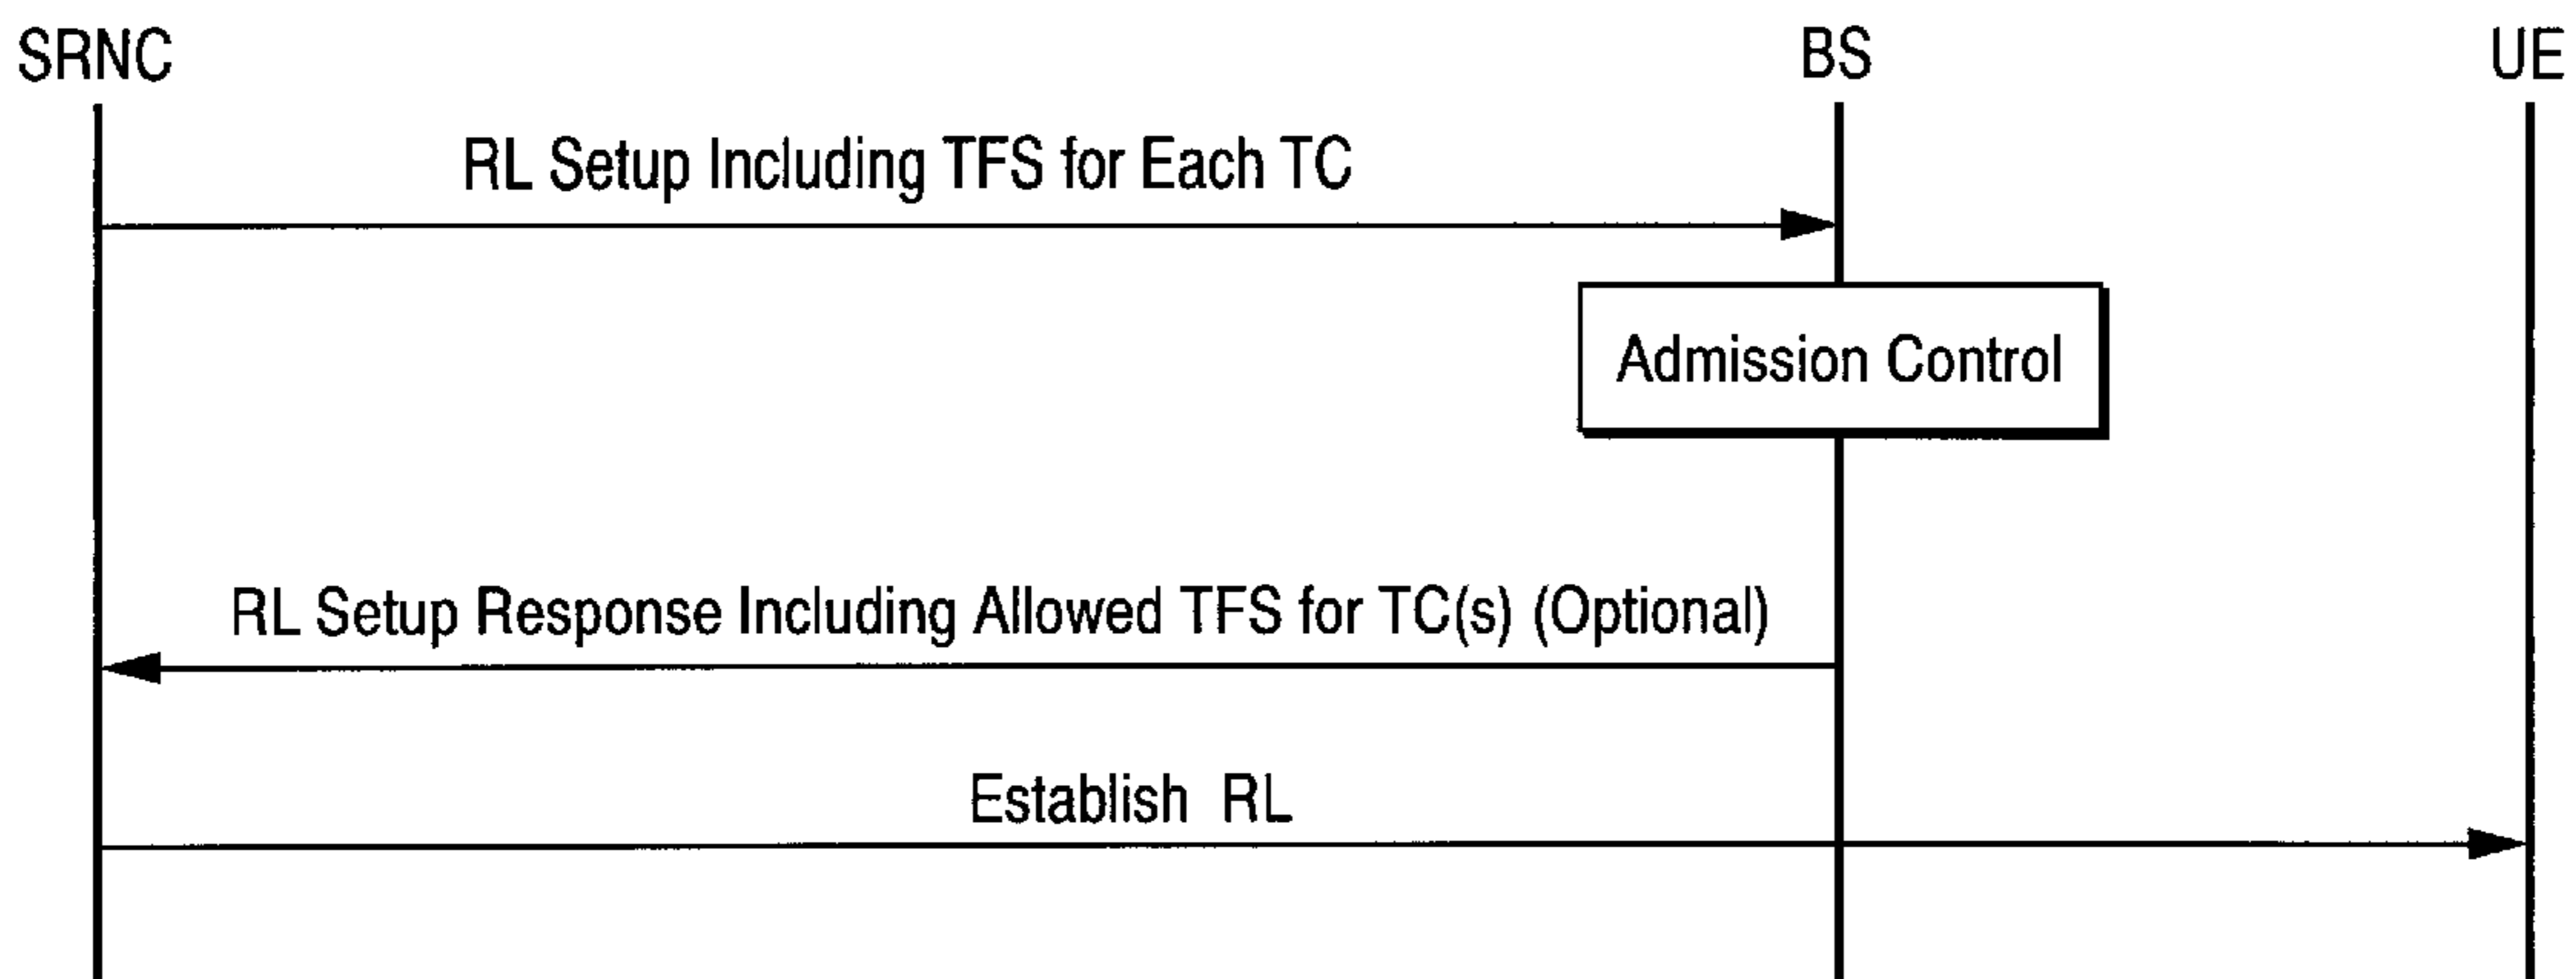 SRNC
BS
UE
RL Setup Including TFS for Each TC
Admission Control
RL Setup Response Including Allowed TFS for TC(s) (Optional)
Establish RL